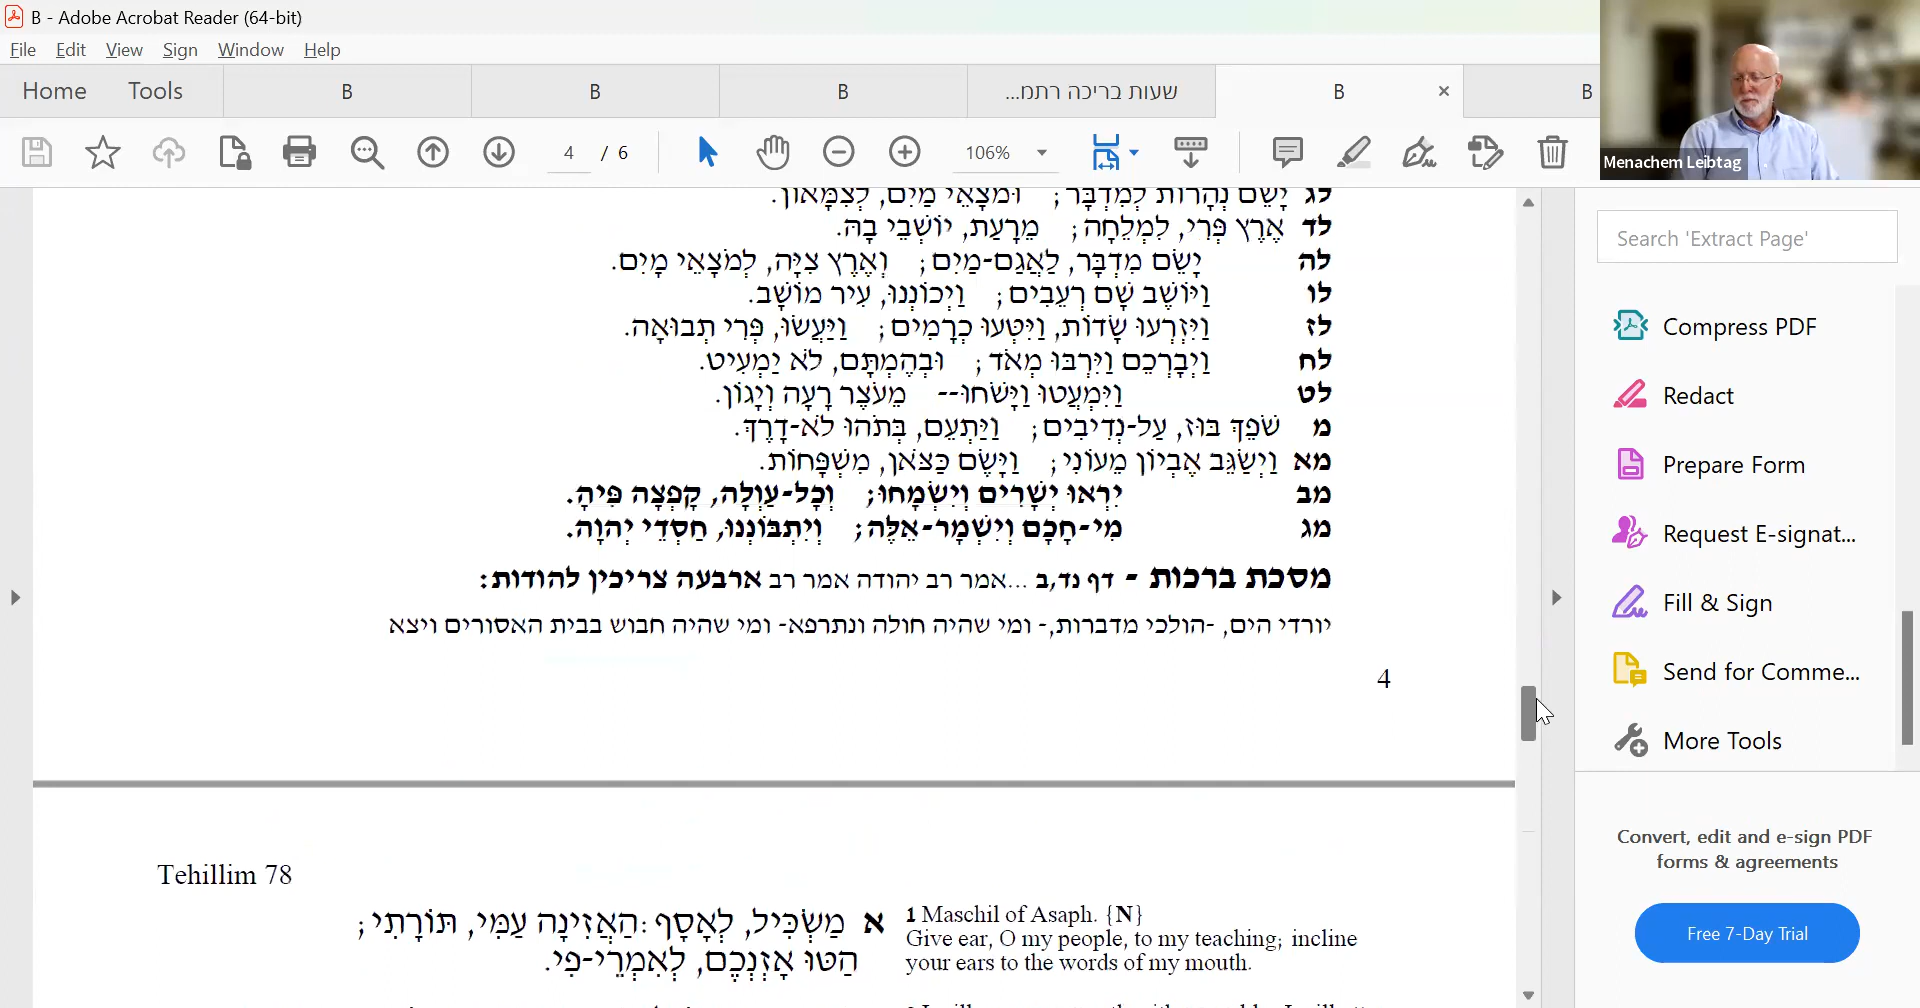 B - Adobe Acrobat Reader (64-bit)
File Edit View Sign Window Help
Home Tools B B B שעות בריכה רתמ... B × B
4 / 6 106%
Menachem Leibtag
לג יָשֵׂם נְהָרוֹת לְמִדְבָּר; וּמֹצָאֵי מַיִם, לְצִמָּאוֹן.
לד אֶרֶץ פְּרִי, לִמְלֵחָה; מֵרָעַת, יוֹשְׁבֵי בָהּ.
לה יָשֵׂם מִדְבָּר, לַאֲגַם-מַיִם; וְאֶרֶץ צִיָּה, לְמֹצָאֵי מָיִם.
לו וַיּוֹשֶׁב שָׁם רְעֵבִים; וַיְכוֹנְנוּ, עִיר מוֹשָׁב.
לז וַיִּזְרְעוּ שָׂדוֹת, וַיִּטְּעוּ כְרָמִים; וַיַּעֲשׂוּ, פְּרִי תְבוּאָה.
לח וַיְבָרְכֵם וַיִּרְבּוּ מְאֹד; וּבְהֶמְתָּם, לֹא יַמְעִיט.
לט וַיִּמְעֲטוּ וַיָּשֹׁחוּ-- מֵעֹצֶר רָעָה וְיָגוֹן.
מ שֹׁפֵךְ בּוּז, עַל-נְדִיבִים; וַיַּתְעֵם, בְּתֹהוּ לֹא-דָרֶךְ.
מא וַיְשַׂגֵּב אֶבְיוֹן מֵעוֹנִי; וַיָּשֶׂם כַּצֹּאן, מִשְׁפָּחוֹת.
מב יִרְאוּ יְשָׁרִים וְיִשְׂמָחוּ; וְכָל-עַוְלָה, קָפְצָה פִּיהָ.
מג מִי-חָכָם וְיִשְׁמָר-אֵלֶּה; וְיִתְבּוֹנְנוּ, חַסְדֵי יְהוָה.
מסכת ברכות - דף נד,ב ...אמר רב יהודה אמר רב ארבעה צריכין להודות:
יורדי הים, -הולכי מדברות,- ומי שהיה חולה ונתרפא- ומי שהיה חבוש בבית האסורים ויצא
4
Tehillim 78
א מַשְׂכִּיל, לְאָסָף: הַאֲזִינָה עַמִּי, תּוֹרָתִי;
הַטּוּ אָזְנְכֶם, לְאִמְרֵי-פִי.
1 Maschil of Asaph. {N}
Give ear, O my people, to my teaching; incline
your ears to the words of my mouth.
Search 'Extract Page'
Compress PDF
Redact
Prepare Form
Request E-signat...
Fill & Sign
Send for Comme...
More Tools
Convert, edit and e-sign PDF
forms & agreements
Free 7-Day Trial